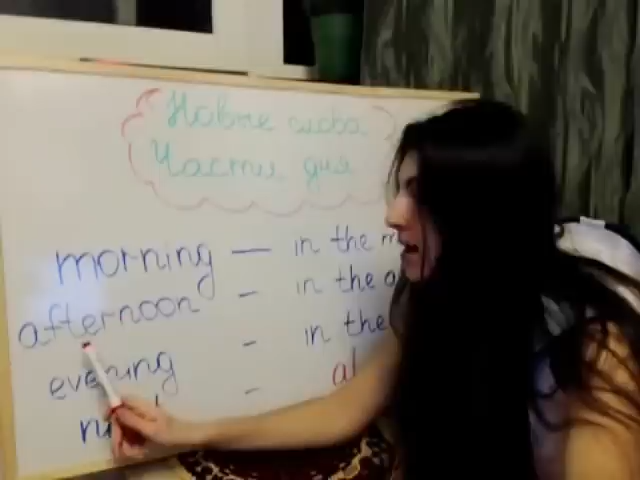 Новые слова
Части дня
morning — in the
afternoon - in the
evening - in the
-